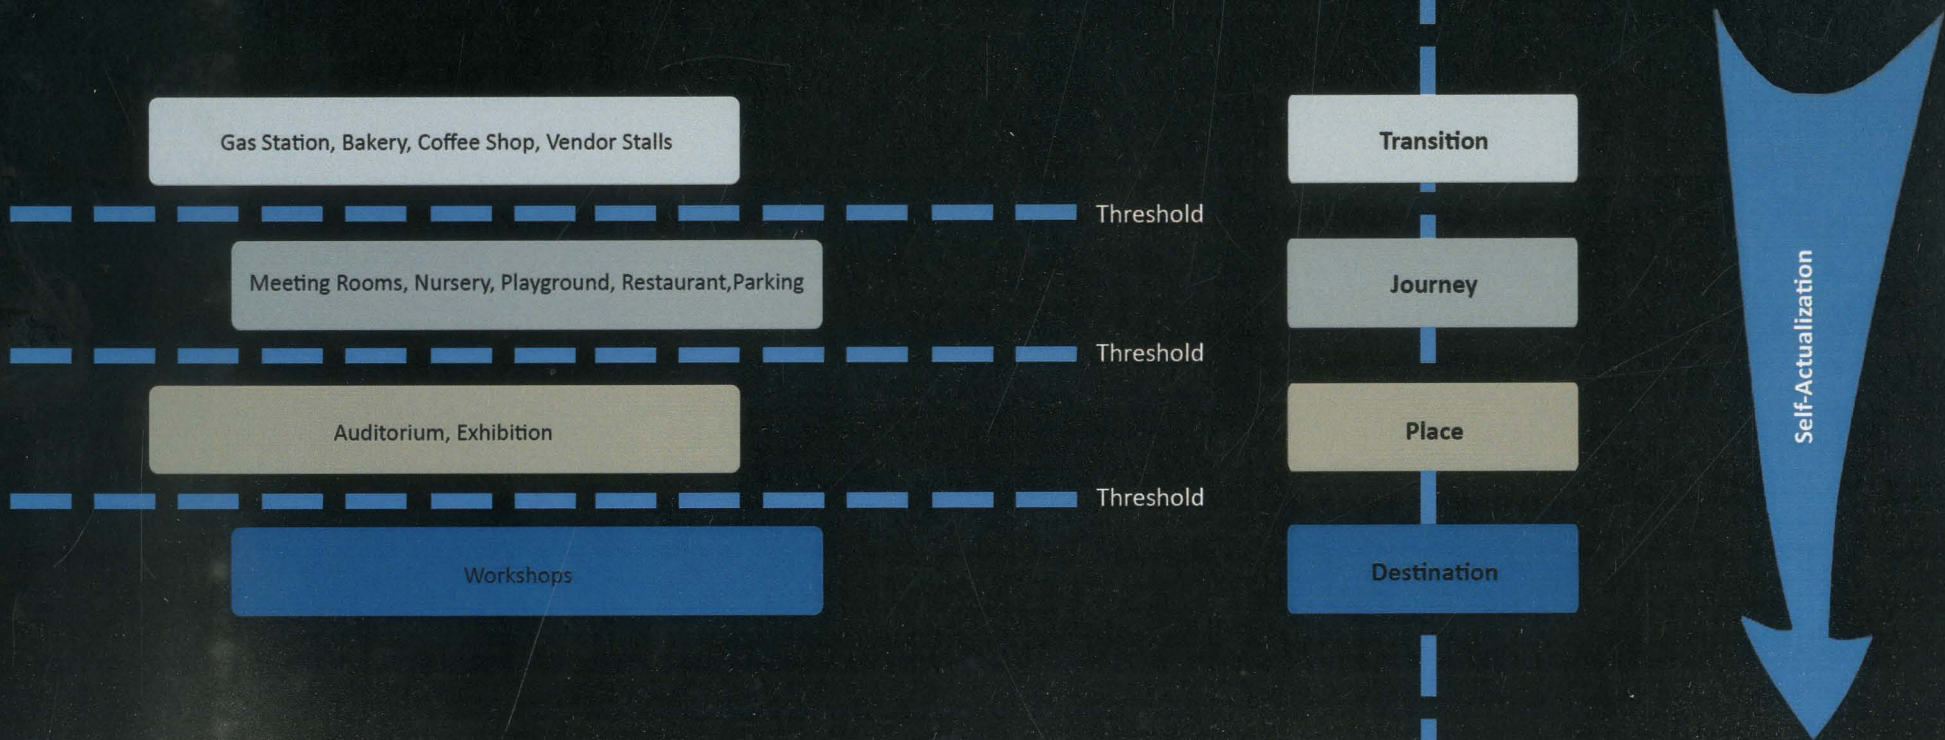 Gas Station, Bakery, Coffee Shop, Vendor Stalls
Transition
Threshold
Meeting Rooms, Nursery, Playground, Restaurant,Parking
Journey
Threshold
Auditorium, Exhibition
Place
Threshold
Workshops
Destination
Self-Actualization